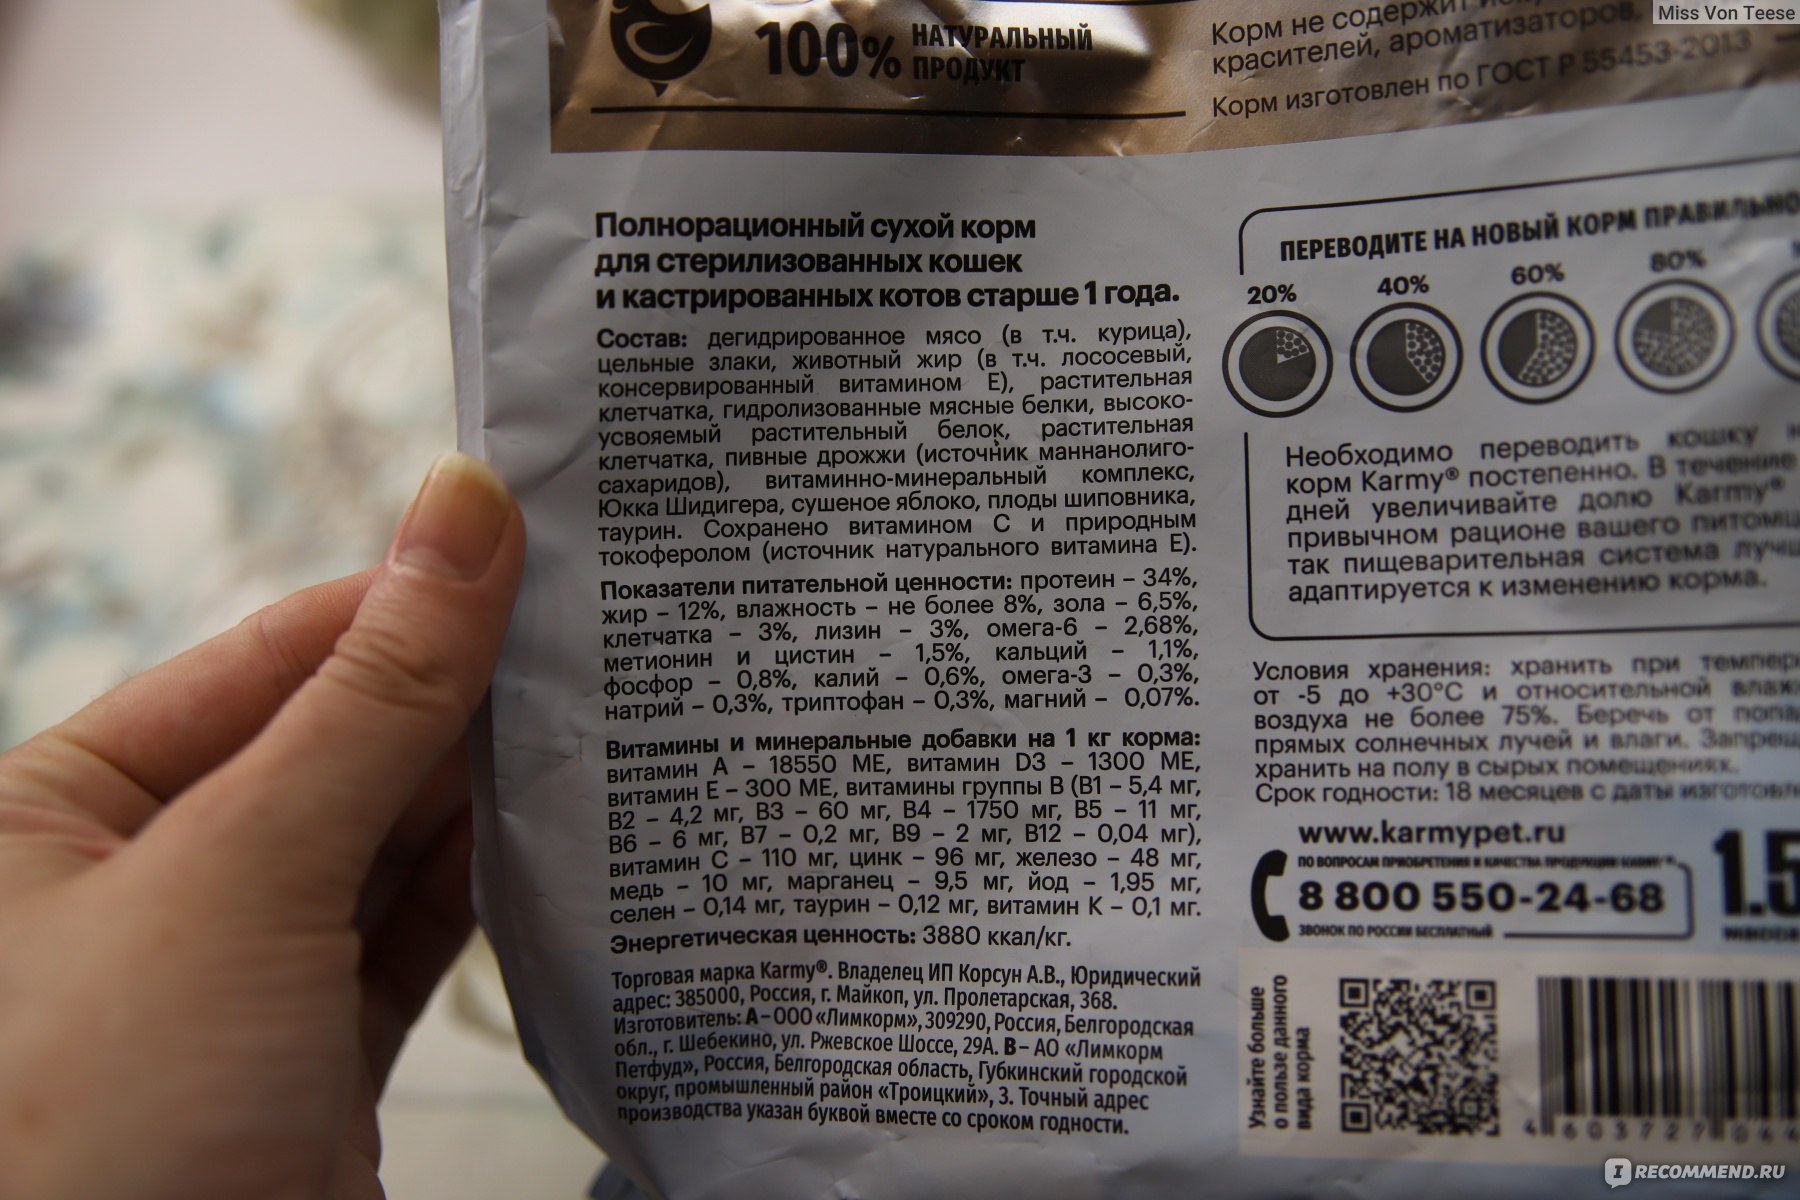 Miss Von Teese
100% НАТУРАЛЬНЫЙ
ПРОДУКТ
Корм не содержит
красителей, ароматизаторов,
Корм изготовлен по ГОСТ Р 55453-2013
Полнорационный сухой корм
для стерилизованных кошек
и кастрированных котов старше 1 года.
Состав: дегидрированное мясо (в т.ч. курица),
цельные злаки, животный жир (в т.ч. лососевый,
консервированный витамином Е), растительная
клетчатка, гидролизованные мясные белки, высоко-
усвояемый растительный белок, растительная
клетчатка, пивные дрожжи (источник маннанолиго-
сахаридов), витаминно-минеральный комплекс,
Юкка Шидигера, сушеное яблоко, плоды шиповника,
таурин. Сохранено витамином С и природным
токоферолом (источник натурального витамина Е).
Показатели питательной ценности: протеин – 34%,
жир – 12%, влажность – не более 8%, зола – 6,5%,
клетчатка – 3%, лизин – 3%, омега-6 – 2,68%,
метионин и цистин – 1,5%, кальций – 1,1%,
фосфор – 0,8%, калий – 0,6%, омега-3 – 0,3%,
натрий – 0,3%, триптофан – 0,3%, магний – 0,07%.
Витамины и минеральные добавки на 1 кг корма:
витамин А – 18550 МЕ, витамин D3 – 1300 МЕ,
витамин Е – 300 МЕ, витамины группы В (В1 – 5,4 мг,
В2 – 4,2 мг, В3 – 60 мг, В4 – 1750 мг, В5 – 11 мг,
В6 – 6 мг, В7 – 0,2 мг, В9 – 2 мг, В12 – 0,04 мг),
витамин С – 110 мг, цинк – 96 мг, железо – 48 мг,
медь – 10 мг, марганец – 9,5 мг, йод – 1,95 мг,
селен – 0,14 мг, таурин – 0,12 мг, витамин К – 0,1 мг.
Энергетическая ценность: 3880 ккал/кг.
Торговая марка Karmy®. Владелец ИП Корсун А.В., Юридический
адрес: 385000, Россия, г. Майкоп, ул. Пролетарская, 368.
Изготовитель: А – ООО «Лимкорм», 309290, Россия, Белгородская
обл., г. Шебекино, ул. Ржевское Шоссе, 29А. В – АО «Лимкорм
Петфуд», Россия, Белгородская область, Губкинский городской
округ, промышленный район «Троицкий», 3. Точный адрес
производства указан буквой вместе со сроком годности.
ПЕРЕВОДИТЕ НА НОВЫЙ КОРМ ПРАВИЛЬНО
20% 40% 60% 80%
Необходимо переводить кошку
корм Karmy® постепенно. В течение
дней увеличивайте долю Karmy®
привычном рационе вашего
так пищеварительная система
адаптируется к изменению корма.
Условия хранения: хранить при
от -5 до +30°С и относительной
воздуха не более 75%. Беречь от
прямых солнечных лучей и влаги.
хранить на полу в сырых помещениях.
Срок годности: 18 месяцев с даты
www.karmypet.ru
ПО ВОПРОСАМ ПРИОБРЕТЕНИЯ И КАЧЕСТВА ПРОДУКЦИИ KARMY™
8 800 550-24-68
ЗВОНОК ПО РОССИИ БЕСПЛАТНЫЙ
1.5
Узнайте больше
о пользе данного
вида корма
4 603727 044
IRECOMMEND.RU